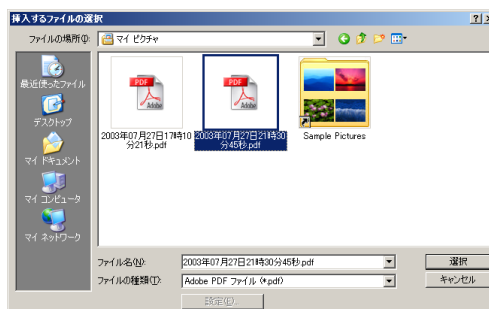 挿入するファイルの選択
ファイルの場所(I):
マイ ピクチャ
最近使ったファイル
デスクトップ
マイ ドキュメント
マイ コンピュータ
マイ ネットワーク
PDF
Adobe
2003年07月27日17時10
分21秒.pdf
PDF
Adobe
2003年07月27日21時30
分45秒.pdf
Sample Pictures
ファイル名(N):
2003年07月27日21時30分45秒.pdf
選択
ファイルの種類(T):
Adobe PDF ファイル (*.pdf)
キャンセル
設定(E)...